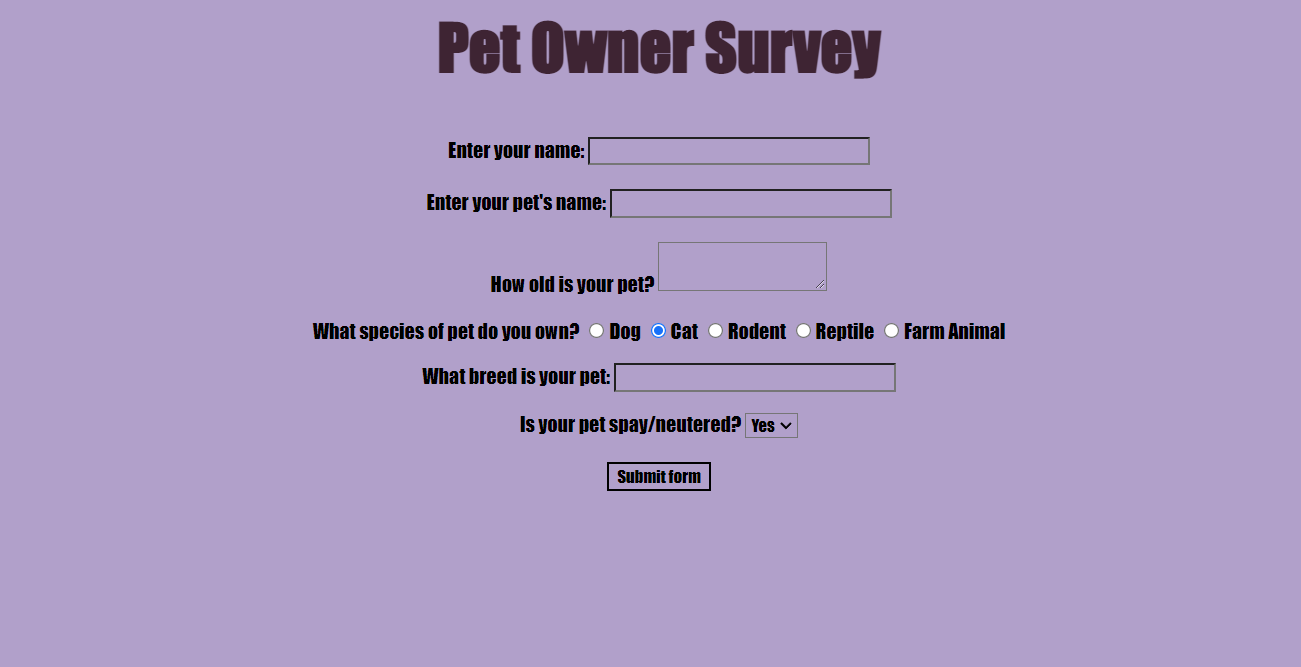 Pet Owner Survey
Enter your name:
Enter your pet's name:
How old is your pet?
What species of pet do you own? Dog Cat Rodent Reptile Farm Animal
What breed is your pet:
Is your pet spay/neutered? Yes
Submit form